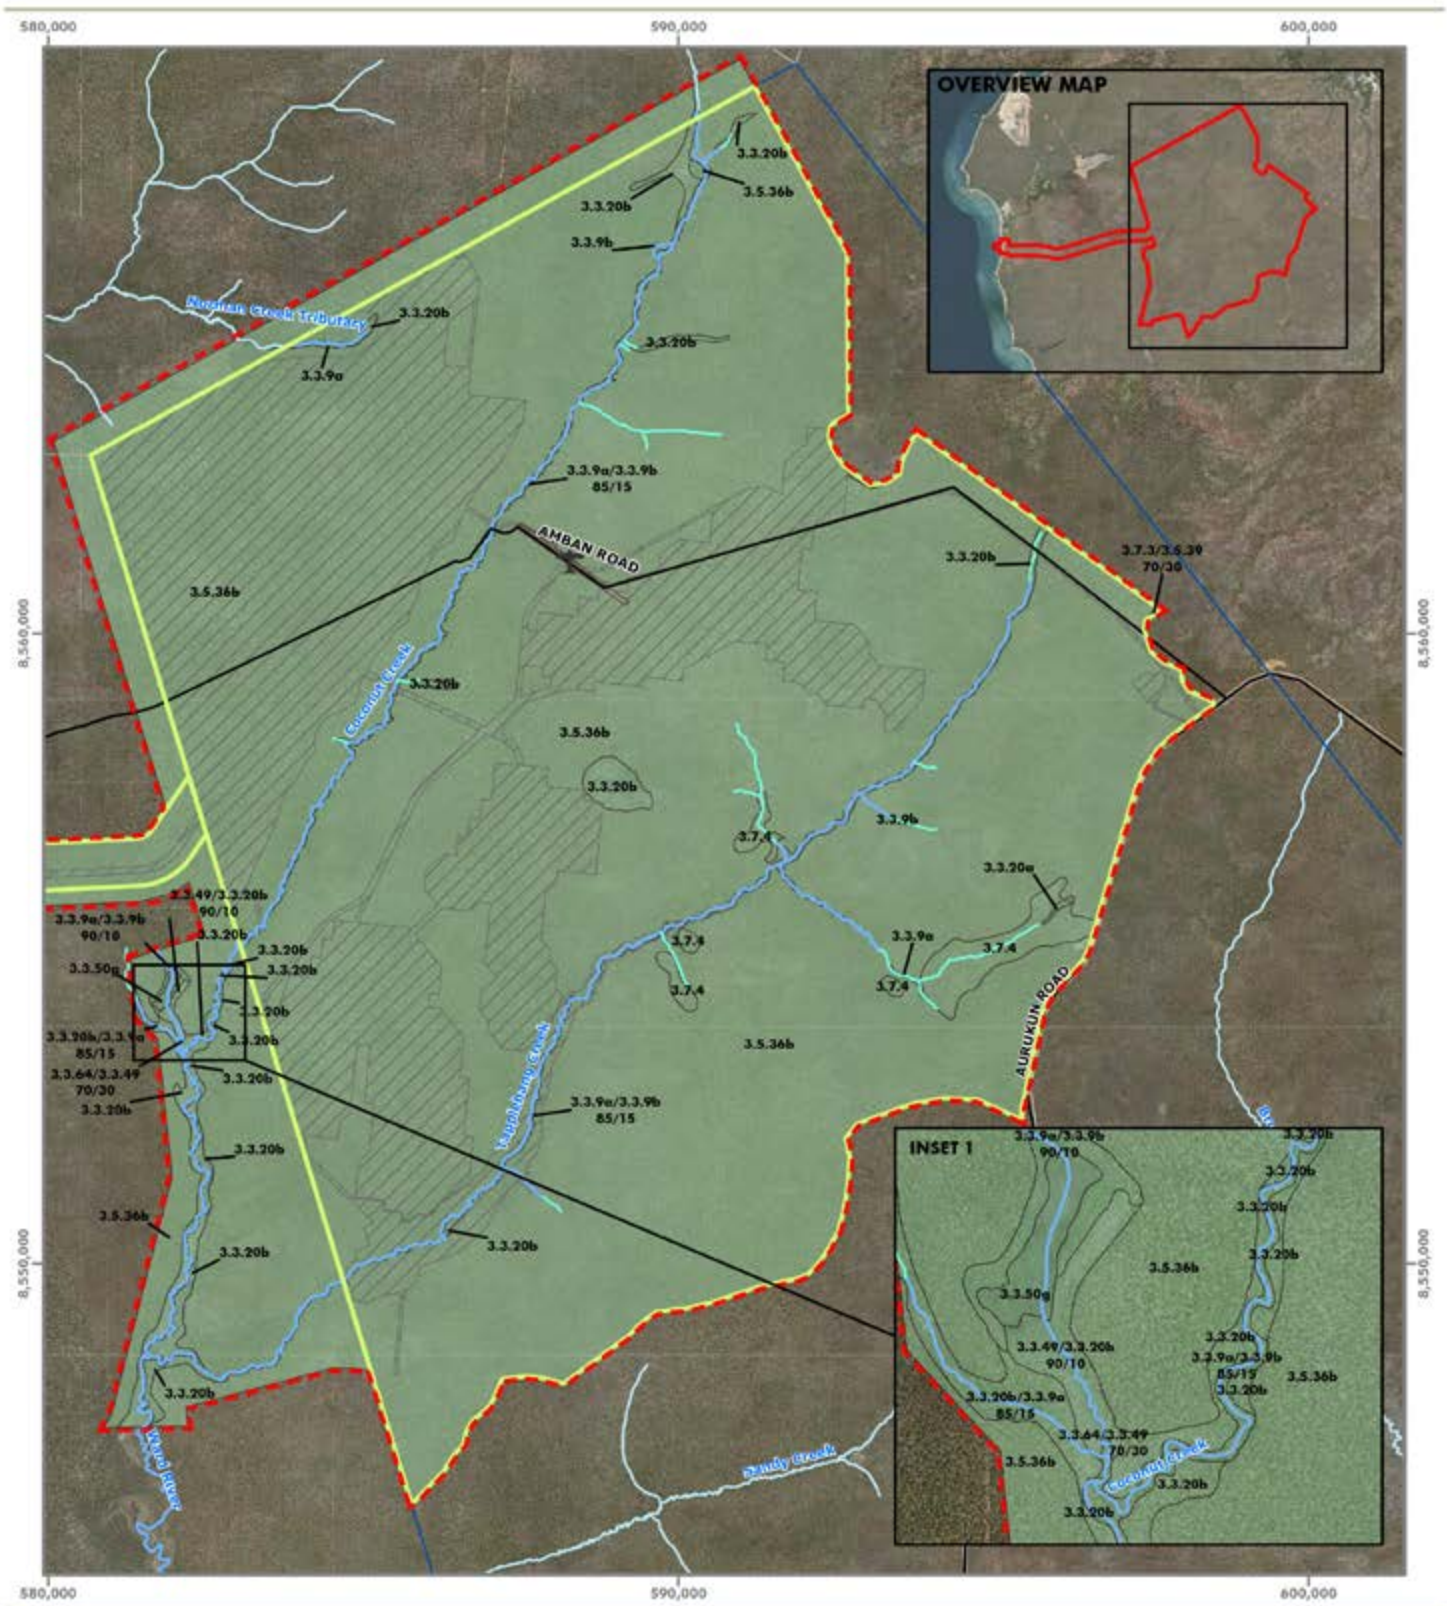 580,000
590,000
600,000
OVERVIEW MAP
3.3.20b
3.5.36b
3.3.20b
3.3.9b
Norman Creek Tributary
3.3.20b
3.3.9a
3.3.20b
3.3.9a/3.3.9b
85/15
AMBAN ROAD
3.3.20b
3.7.3/3.5.39
70/30
3.5.36b
8,560,000
8,560,000
Coconut Creek
3.3.20b
3.5.36b
3.3.20b
3.3.9b
3.7.4
3.3.20a
3.3.49/3.3.20b
90/10
3.3.9a/3.3.9b
90/10
3.3.20b
3.3.20b
3.3.9a
3.7.4
3.7.4
3.3.50g
3.3.20b
3.7.4
3.7.4
3.3.20b
3.3.20b/3.3.9a
85/15
3.3.20b
3.5.36b
AURUKUN ROAD
3.3.64/3.3.49
70/30
3.3.20b
3.3.20b
Tapplebang Creek
3.3.9a/3.3.9b
85/15
3.3.20b
3.5.36b
3.3.20b
3.3.20b
8,550,000
8,550,000
3.3.20b
Ward River
Sandy Creek
INSET 1
3.3.9a/3.3.9b
90/10
3.3.20b
3.3.20b
3.3.20b
3.3.20b
3.5.36b
3.3.50g
3.3.20b
3.3.49/3.3.20b
90/10
3.3.9a/3.3.9b
85/15
3.5.36b
3.3.20b
3.3.20b/3.3.9a
85/15
3.3.64/3.3.49
70/30
Coconut Creek
3.5.36b
3.3.20b
3.3.20b
580,000
590,000
600,000